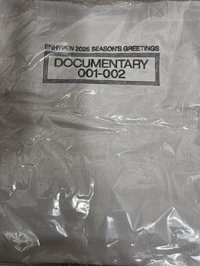 ENHYPEN 2025 SEASON'S GREETINGS
DOCUMENTARY
001-002